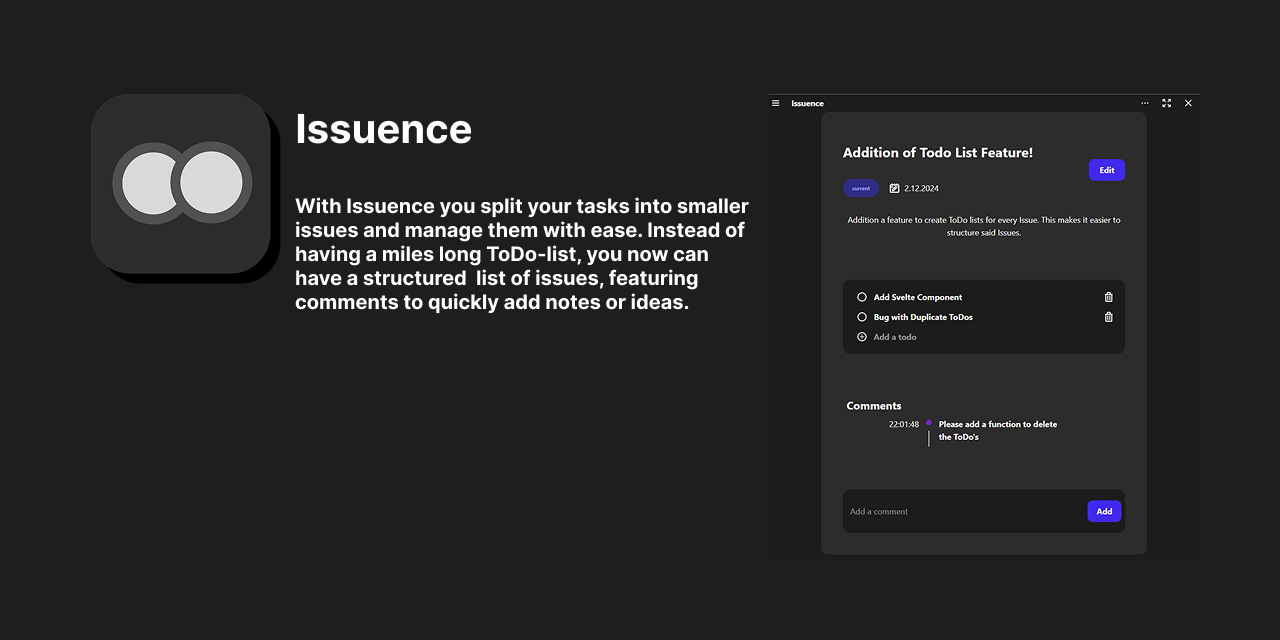 Issuence
With Issuence you split your tasks into smaller
issues and manage them with ease. Instead of
having a miles long ToDo-list, you now can
have a structured  list of issues, featuring
comments to quickly add notes or ideas.
Issuence
Addition of Todo List Feature!
Edit
current
2.12.2024
Addition a feature to create ToDo lists for every Issue. This makes it easier to
structure said Issues.
Add Svelte Component
Bug with Duplicate ToDos
Add a todo
Comments
22:01:48
Please add a function to delete
the ToDo's
Add a comment
Add